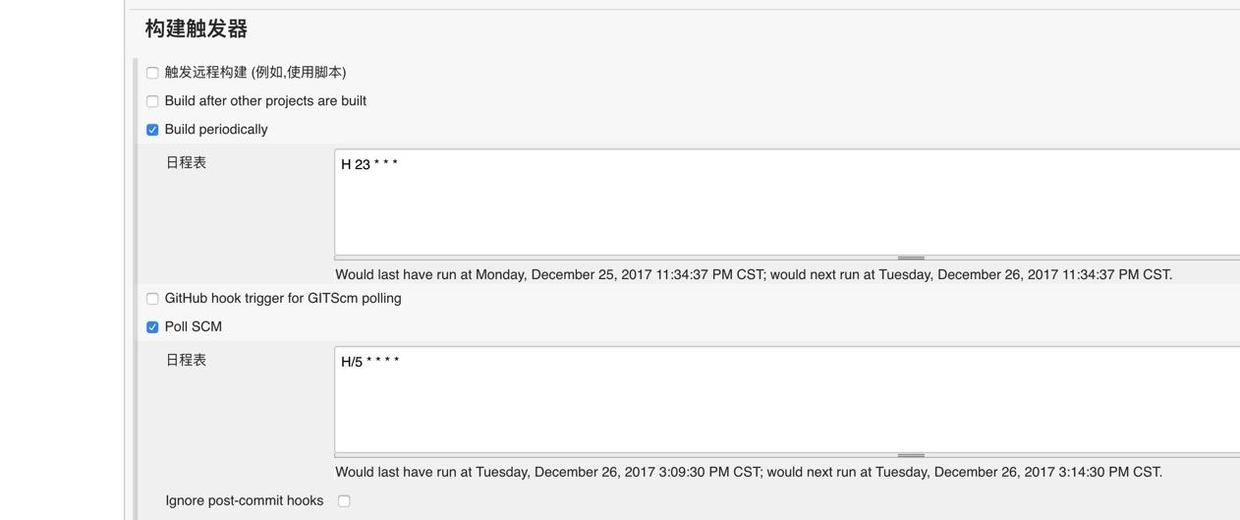 构建触发器
触发远程构建 (例如,使用脚本)
Build after other projects are built
Build periodically
日程表
H 23 * * *
Would last have run at Monday, December 25, 2017 11:34:37 PM CST; would next run at Tuesday, December 26, 2017 11:34:37 PM CST.
GitHub hook trigger for GITScm polling
Poll SCM
日程表
H/5 * * * *
Would last have run at Tuesday, December 26, 2017 3:09:30 PM CST; would next run at Tuesday, December 26, 2017 3:14:30 PM CST.
Ignore post-commit hooks